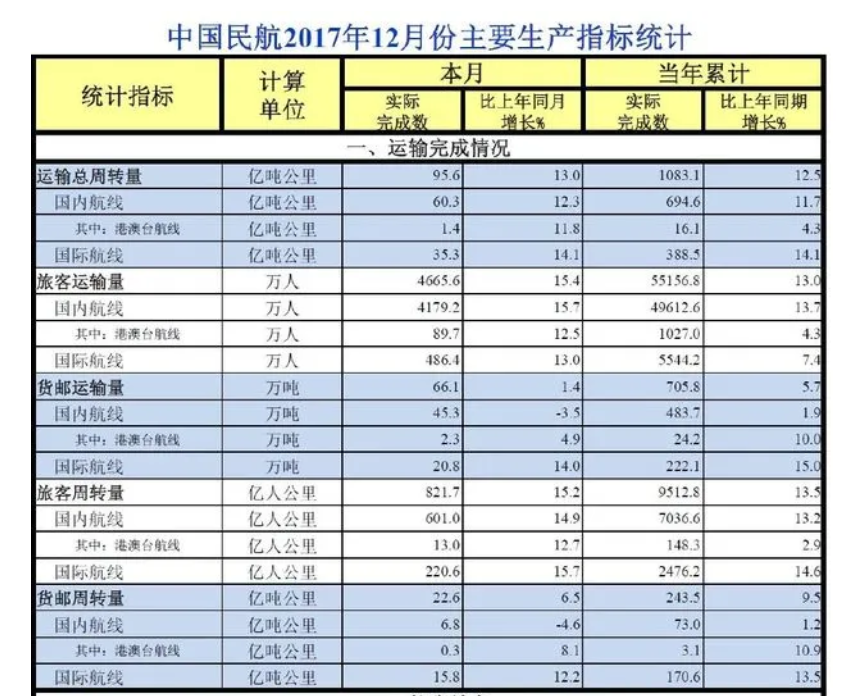 中国民航2017年12月份主要生产指标统计
统计指标 计算单位 本月 当年累计
实际完成数 比上年同月增长% 实际完成数 比上年同期增长%
一、运输完成情况
运输总周转量 亿吨公里 95.6 13.0 1083.1 12.5
国内航线 亿吨公里 60.3 12.3 694.6 11.7
其中：港澳台航线 亿吨公里 1.4 11.8 16.1 4.3
国际航线 亿吨公里 35.3 14.1 388.5 14.1
旅客运输量 万人 4665.6 15.4 55156.8 13.0
国内航线 万人 4179.2 15.7 49612.6 13.7
其中：港澳台航线 万人 89.7 12.5 1027.0 4.3
国际航线 万人 486.4 13.0 5544.2 7.4
货邮运输量 万吨 66.1 1.4 705.8 5.7
国内航线 万吨 45.3 -3.5 483.7 1.9
其中：港澳台航线 万吨 2.3 4.9 24.2 10.0
国际航线 万吨 20.8 14.0 222.1 15.0
旅客周转量 亿人公里 821.7 15.2 9512.8 13.5
国内航线 亿人公里 601.0 14.9 7036.6 13.2
其中：港澳台航线 亿人公里 13.0 12.7 148.3 2.9
国际航线 亿人公里 220.6 15.7 2476.2 14.6
货邮周转量 亿吨公里 22.6 6.5 243.5 9.5
国内航线 亿吨公里 6.8 -4.6 73.0 1.2
其中：港澳台航线 亿吨公里 0.3 8.1 3.1 10.9
国际航线 亿吨公里 15.8 12.2 170.6 13.5